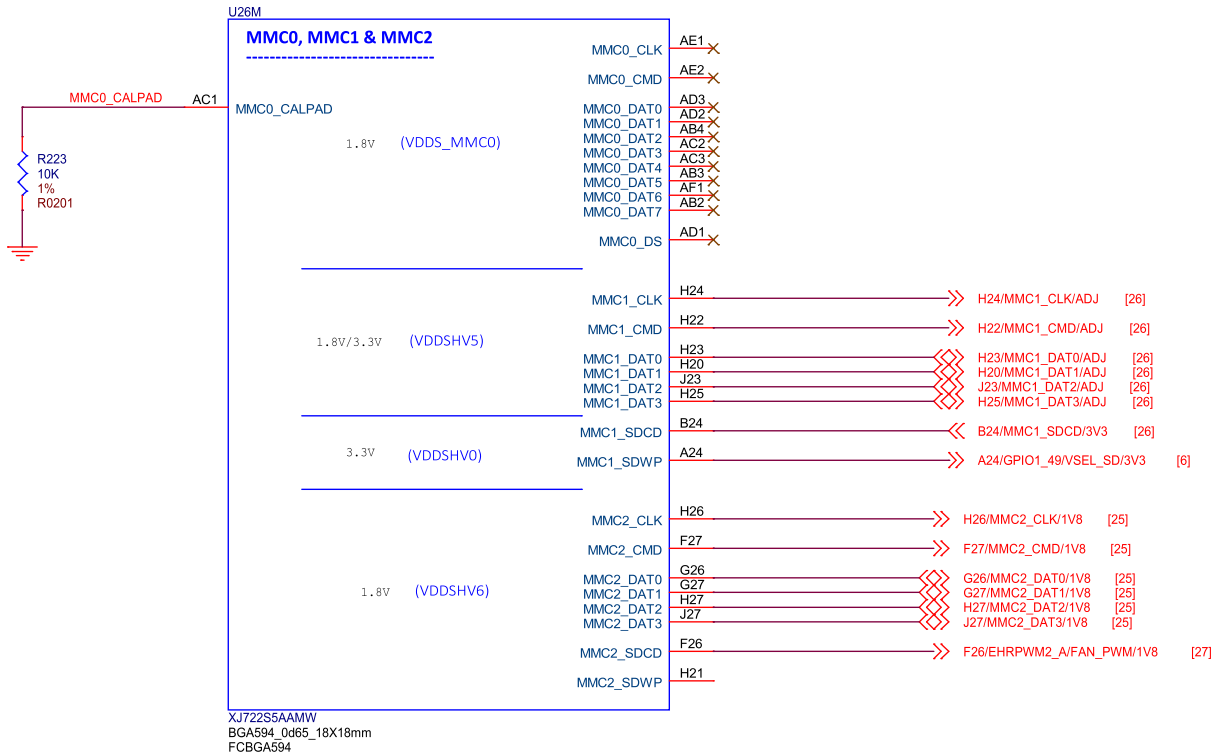 U26M
MMC0, MMC1 & MMC2
--------------------------------
MMC0_CLK AE1
MMC0_CMD AE2
MMC0_CALPAD AC1 MMC0_CALPAD
MMC0_DAT0 AD3
MMC0_DAT1 AD2
MMC0_DAT2 AB4
MMC0_DAT3 AC2
MMC0_DAT4 AC3
MMC0_DAT5 AB3
MMC0_DAT6 AF1
MMC0_DAT7 AB2
1.8V (VDDS_MMC0)
R223
10K
1%
R0201
MMC0_DS AD1
MMC1_CLK H24 H24/MMC1_CLK/ADJ [26]
MMC1_CMD H22 H22/MMC1_CMD/ADJ [26]
1.8V/3.3V (VDDSHV5)
MMC1_DAT0 H23 H23/MMC1_DAT0/ADJ [26]
MMC1_DAT1 H20 H20/MMC1_DAT1/ADJ [26]
MMC1_DAT2 J23 J23/MMC1_DAT2/ADJ [26]
MMC1_DAT3 H25 H25/MMC1_DAT3/ADJ [26]
MMC1_SDCD B24 B24/MMC1_SDCD/3V3 [26]
3.3V (VDDSHV0)
MMC1_SDWP A24 A24/GPIO1_49/VSEL_SD/3V3 [6]
MMC2_CLK H26 H26/MMC2_CLK/1V8 [25]
MMC2_CMD F27 F27/MMC2_CMD/1V8 [25]
MMC2_DAT0 G26 G26/MMC2_DAT0/1V8 [25]
1.8V (VDDSHV6)
MMC2_DAT1 G27 G27/MMC2_DAT1/1V8 [25]
MMC2_DAT2 H27 H27/MMC2_DAT2/1V8 [25]
MMC2_DAT3 J27 J27/MMC2_DAT3/1V8 [25]
MMC2_SDCD F26 F26/EHRPWM2_A/FAN_PWM/1V8 [27]
MMC2_SDWP H21
XJ722S5AAMW
BGA594_0d65_18X18mm
FCBGA594